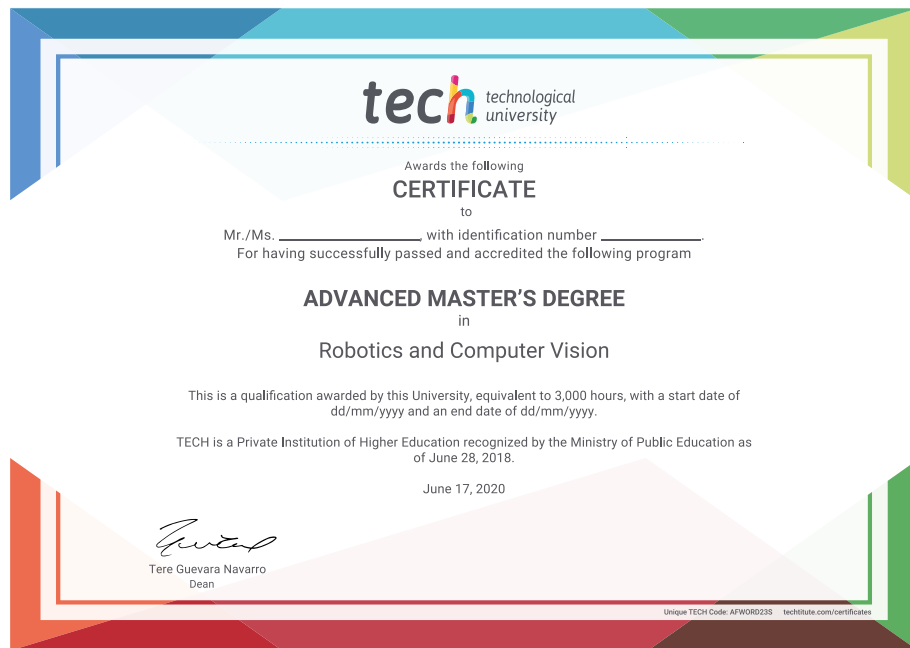 tech technological
university
Awards the following
CERTIFICATE
to
Mr./Ms. ____________________, with identification number ______________.
For having successfully passed and accredited the following program
ADVANCED MASTER’S DEGREE
in
Robotics and Computer Vision
This is a qualification awarded by this University, equivalent to 3,000 hours, with a start date of
dd/mm/yyyy and an end date of dd/mm/yyyy.
TECH is a Private Institution of Higher Education recognized by the Ministry of Public Education as
of June 28, 2018.
June 17, 2020
Tere Guevara Navarro
Dean
Unique TECH Code: AFWORD23S techtitute.com/certificates